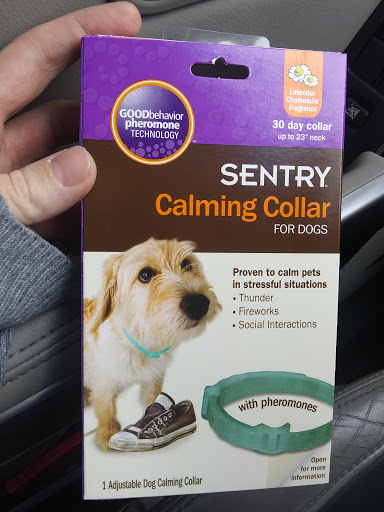 Lavender
Chamomile
Fragrance
GOODbehavior
pheromone
TECHNOLOGY
30 day collar
up to 23" neck
SENTRY
Calming Collar
FOR DOGS
Proven to calm pets
in stressful situations
• Thunder
• Fireworks
• Social Interactions
with pheromones
Open
for more
information
1 Adjustable Dog Calming Collar